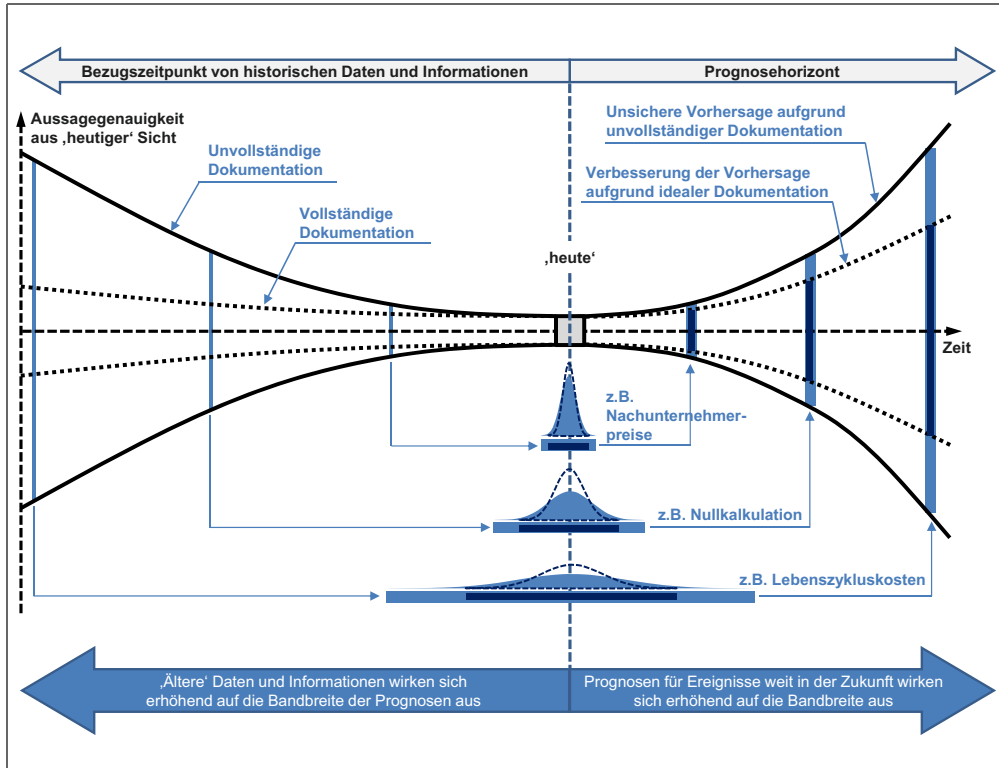 Bezugszeitpunkt von historischen Daten und Informationen
Prognosehorizont
Aussagegenauigkeit
aus ‚heutiger‘ Sicht
Unvollständige
Dokumentation
Vollständige
Dokumentation
Unsichere Vorhersage aufgrund
unvollständiger Dokumentation
Verbesserung der Vorhersage
aufgrund idealer Dokumentation
‚heute‘
Zeit
z.B.
Nachunternehmer-
preise
z.B. Nullkalkulation
z.B. Lebenszykluskosten
‚Ältere‘ Daten und Informationen wirken sich
erhöhend auf die Bandbreite der Prognosen aus
Prognosen für Ereignisse weit in der Zukunft wirken
sich erhöhend auf die Bandbreite aus